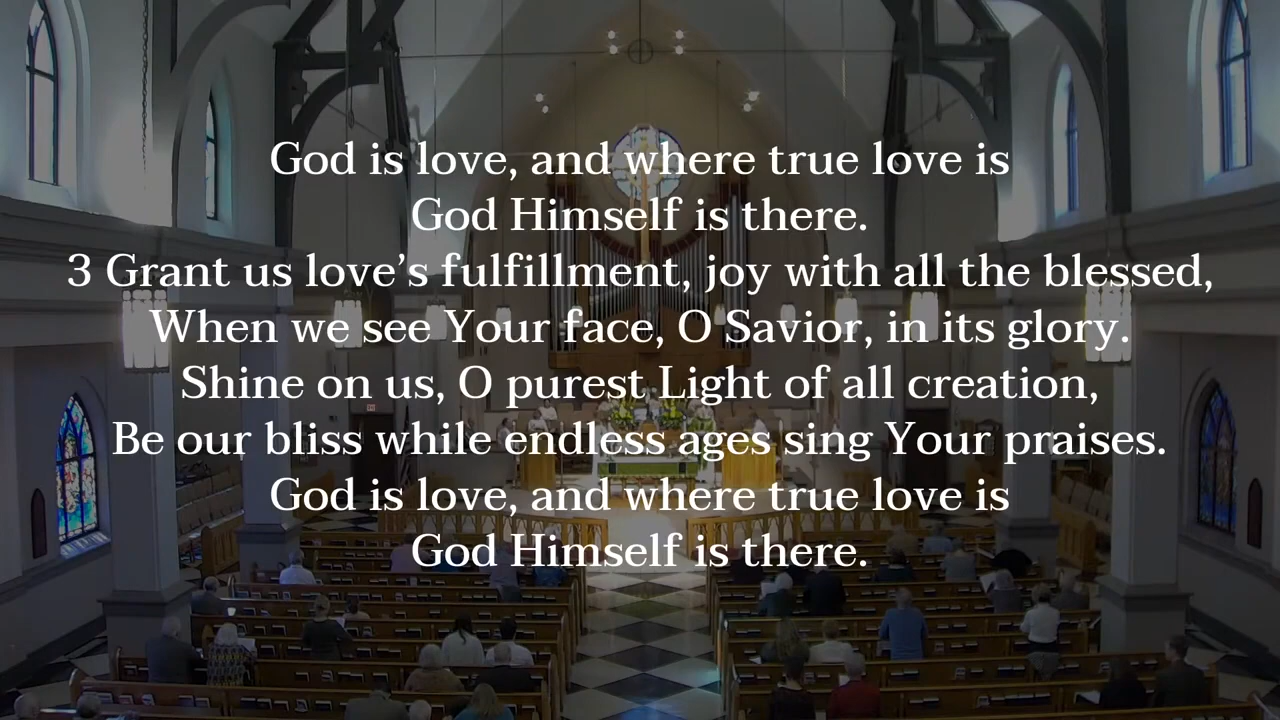 God is love, and where true love is
God Himself is there.
3 Grant us love’s fulfillment, joy with all the blessed,
When we see Your face, O Savior, in its glory.
Shine on us, O purest Light of all creation,
Be our bliss while endless ages sing Your praises.
God is love, and where true love is
God Himself is there.